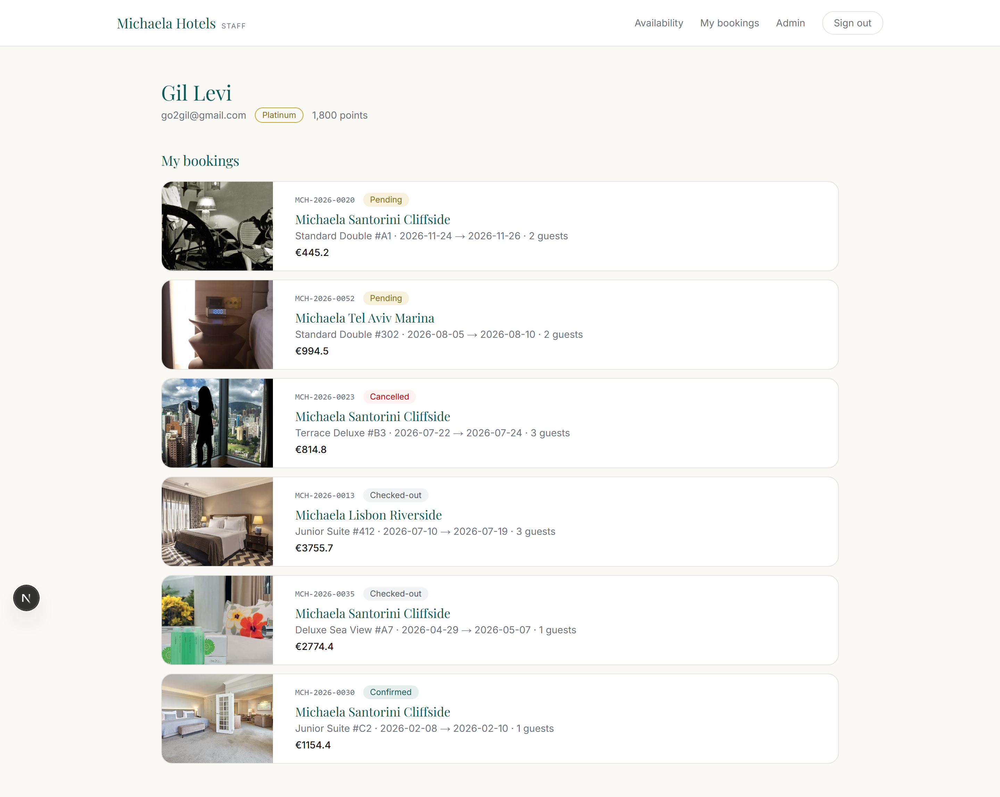 Michaela Hotels STAFF
Availability
My bookings
Admin
Sign out
Gil Levi
go2gil@gmail.com Platinum 1,800 points
My bookings
MCH-2026-0020 Pending
Michaela Santorini Cliffside
Standard Double #A1 · 2026-11-24 → 2026-11-26 · 2 guests
€445.2
18:00
MCH-2026-0052 Pending
Michaela Tel Aviv Marina
Standard Double #302 · 2026-08-05 → 2026-08-10 · 2 guests
€994.5
MCH-2026-0023 Cancelled
Michaela Santorini Cliffside
Terrace Deluxe #B3 · 2026-07-22 → 2026-07-24 · 3 guests
€814.8
MCH-2026-0013 Checked-out
Michaela Lisbon Riverside
Junior Suite #412 · 2026-07-10 → 2026-07-19 · 3 guests
€3755.7
MCH-2026-0035 Checked-out
Michaela Santorini Cliffside
Deluxe Sea View #A7 · 2026-04-29 → 2026-05-07 · 1 guests
€2774.4
MCH-2026-0030 Confirmed
Michaela Santorini Cliffside
Junior Suite #C2 · 2026-02-08 → 2026-02-10 · 1 guests
€1154.4
N